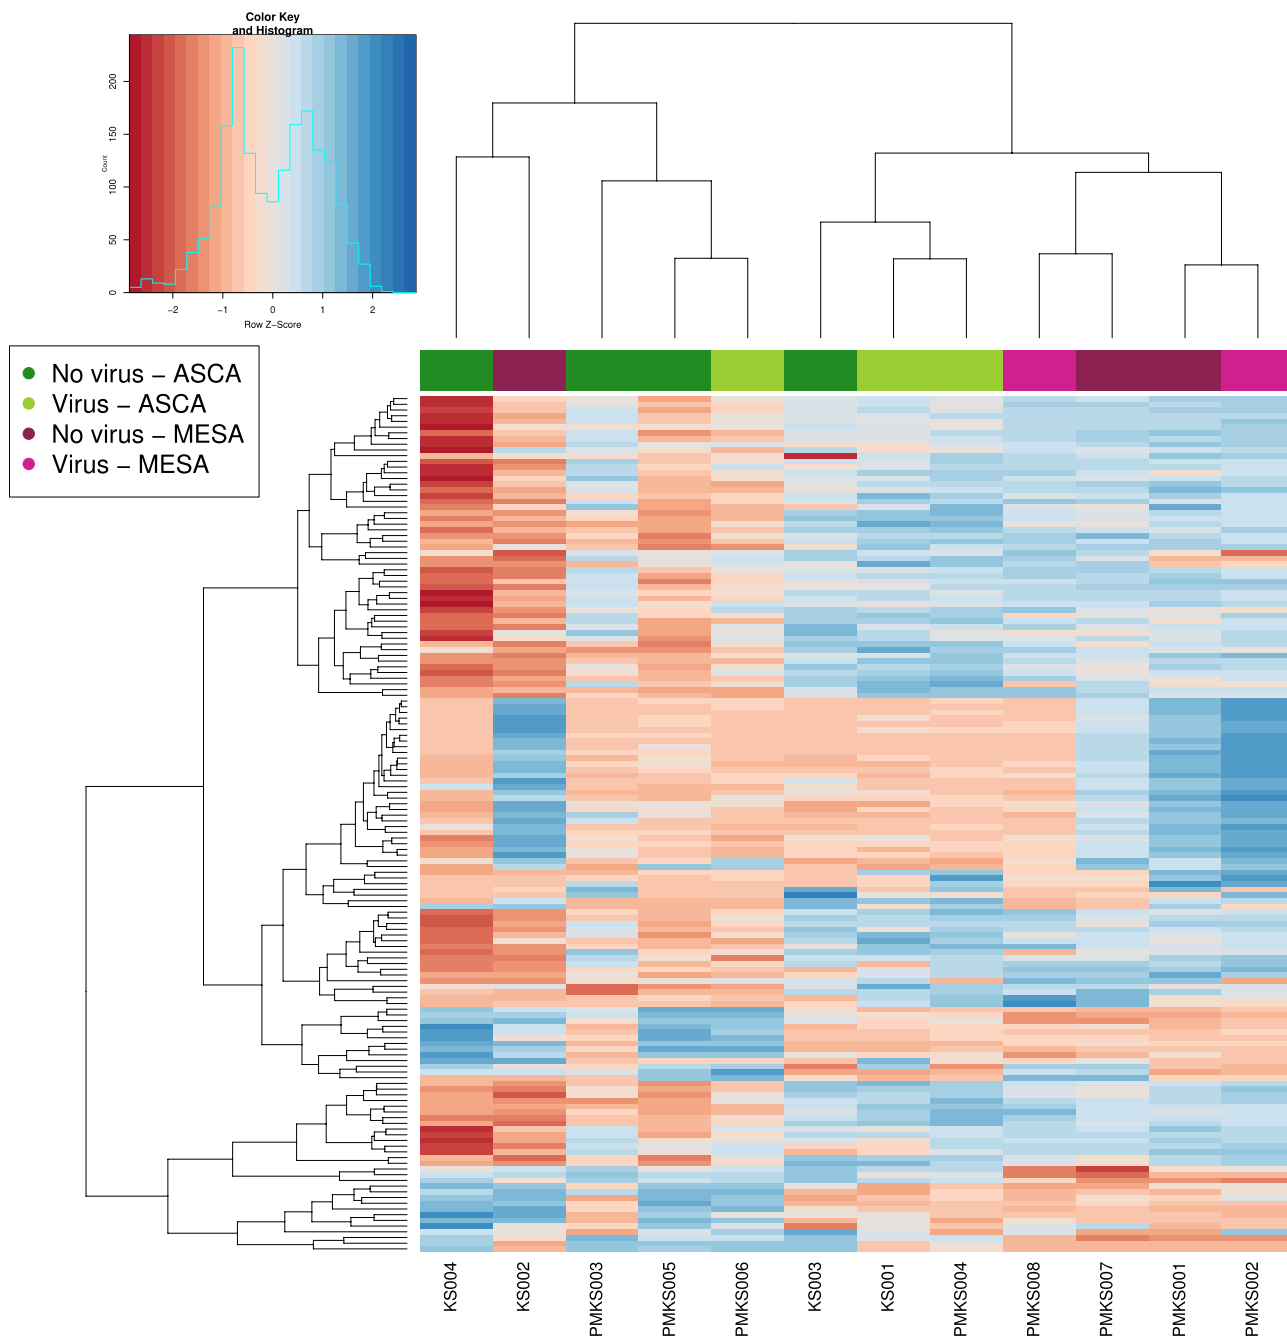 Color Key
and Histogram
Count
0
50
100
150
200
−2
−1
0
1
2
Row Z−Score
No virus − ASCA
Virus − ASCA
No virus − MESA
Virus − MESA
KS004
KS002
PMKS003
PMKS005
PMKS006
KS003
KS001
PMKS004
PMKS008
PMKS007
PMKS001
PMKS002